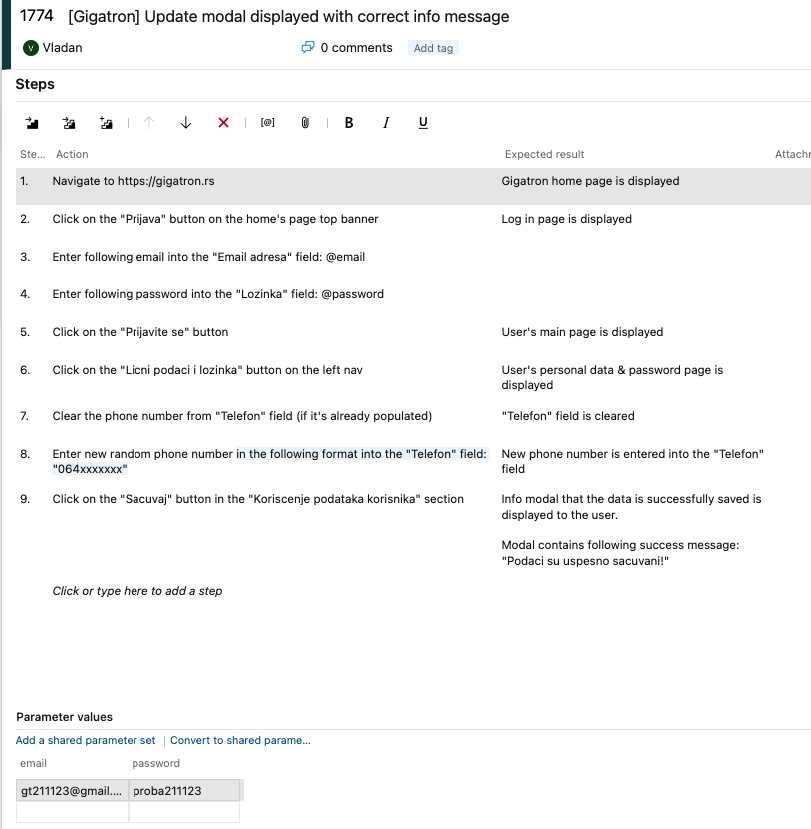 1774 [Gigatron] Update modal displayed with correct info message
V Vladan 0 comments Add tag
Steps
[@] B I U
Ste... Action Expected result Attachr
1. Navigate to https://gigatron.rs Gigatron home page is displayed
2. Click on the "Prijava" button on the home's page top banner Log in page is displayed
3. Enter following email into the "Email adresa" field: @email
4. Enter following password into the "Lozinka" field: @password
5. Click on the "Prijavite se" button User's main page is displayed
6. Click on the "Licni podaci i lozinka" button on the left nav User's personal data & password page is
displayed
7. Clear the phone number from "Telefon" field (if it's already populated) "Telefon" field is cleared
8. Enter new random phone number in the following format into the "Telefon" field: New phone number is entered into the "Telefon"
"064xxxxxxx" field
9. Click on the "Sacuvaj" button in the "Koriscenje podataka korisnika" section Info modal that the data is successfully saved is
displayed to the user.
Modal contains following success message:
"Podaci su uspesno sacuvani!"
Click or type here to add a step
Parameter values
Add a shared parameter set | Convert to shared parame...
email password
gt211123@gmail.... proba211123